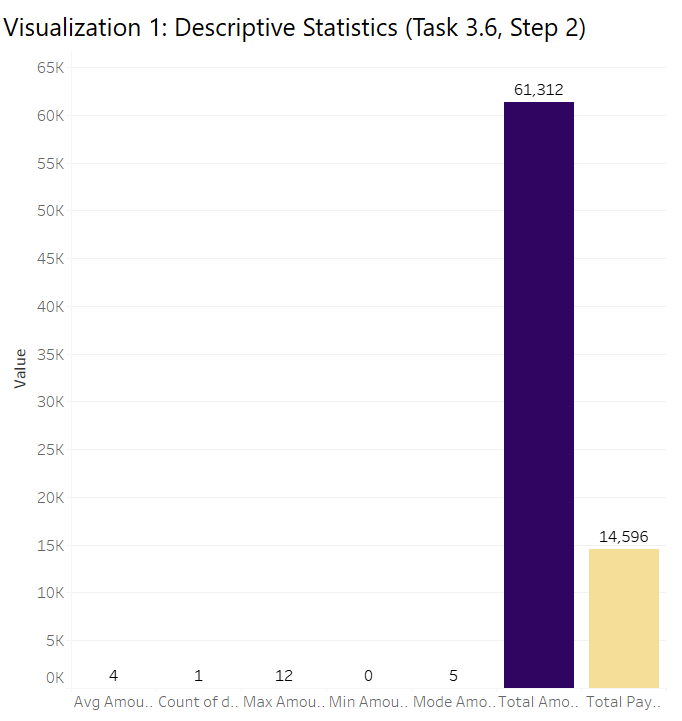 Visualization 1: Descriptive Statistics (Task 3.6, Step 2)
65K
61,312
60K
55K
50K
45K
40K
35K
Value
30K
25K
20K
15K
14,596
10K
5K
0K
4
1
12
0
5
Avg Amou..
Count of d..
Max Amou..
Min Amou..
Mode Amo..
Total Amo..
Total Pay..